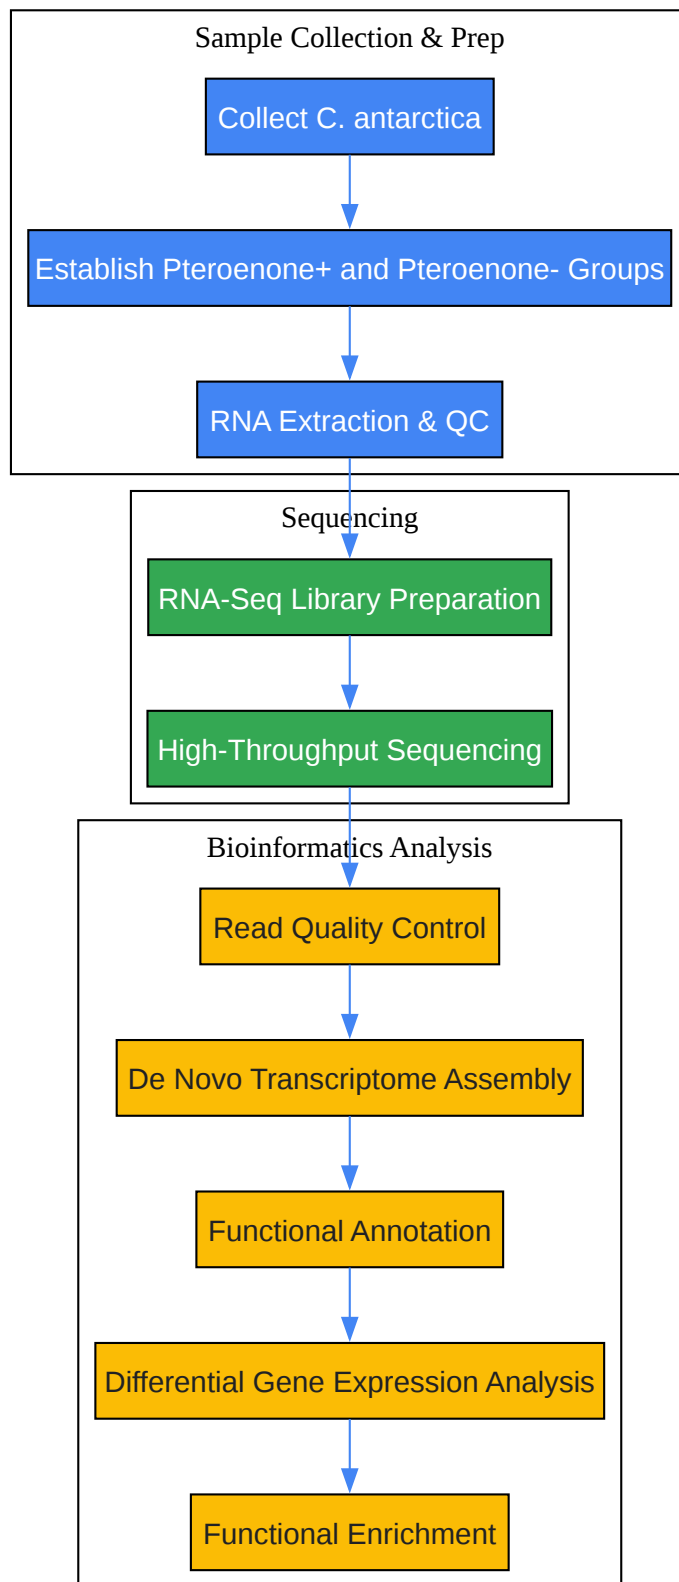 Sample Collection & Prep
Collect C. antarctica
Establish Pteroenone+ and Pteroenone- Groups
RNA Extraction & QC
Sequencing
RNA-Seq Library Preparation
High-Throughput Sequencing
Bioinformatics Analysis
Read Quality Control
De Novo Transcriptome Assembly
Functional Annotation
Differential Gene Expression Analysis
Functional Enrichment